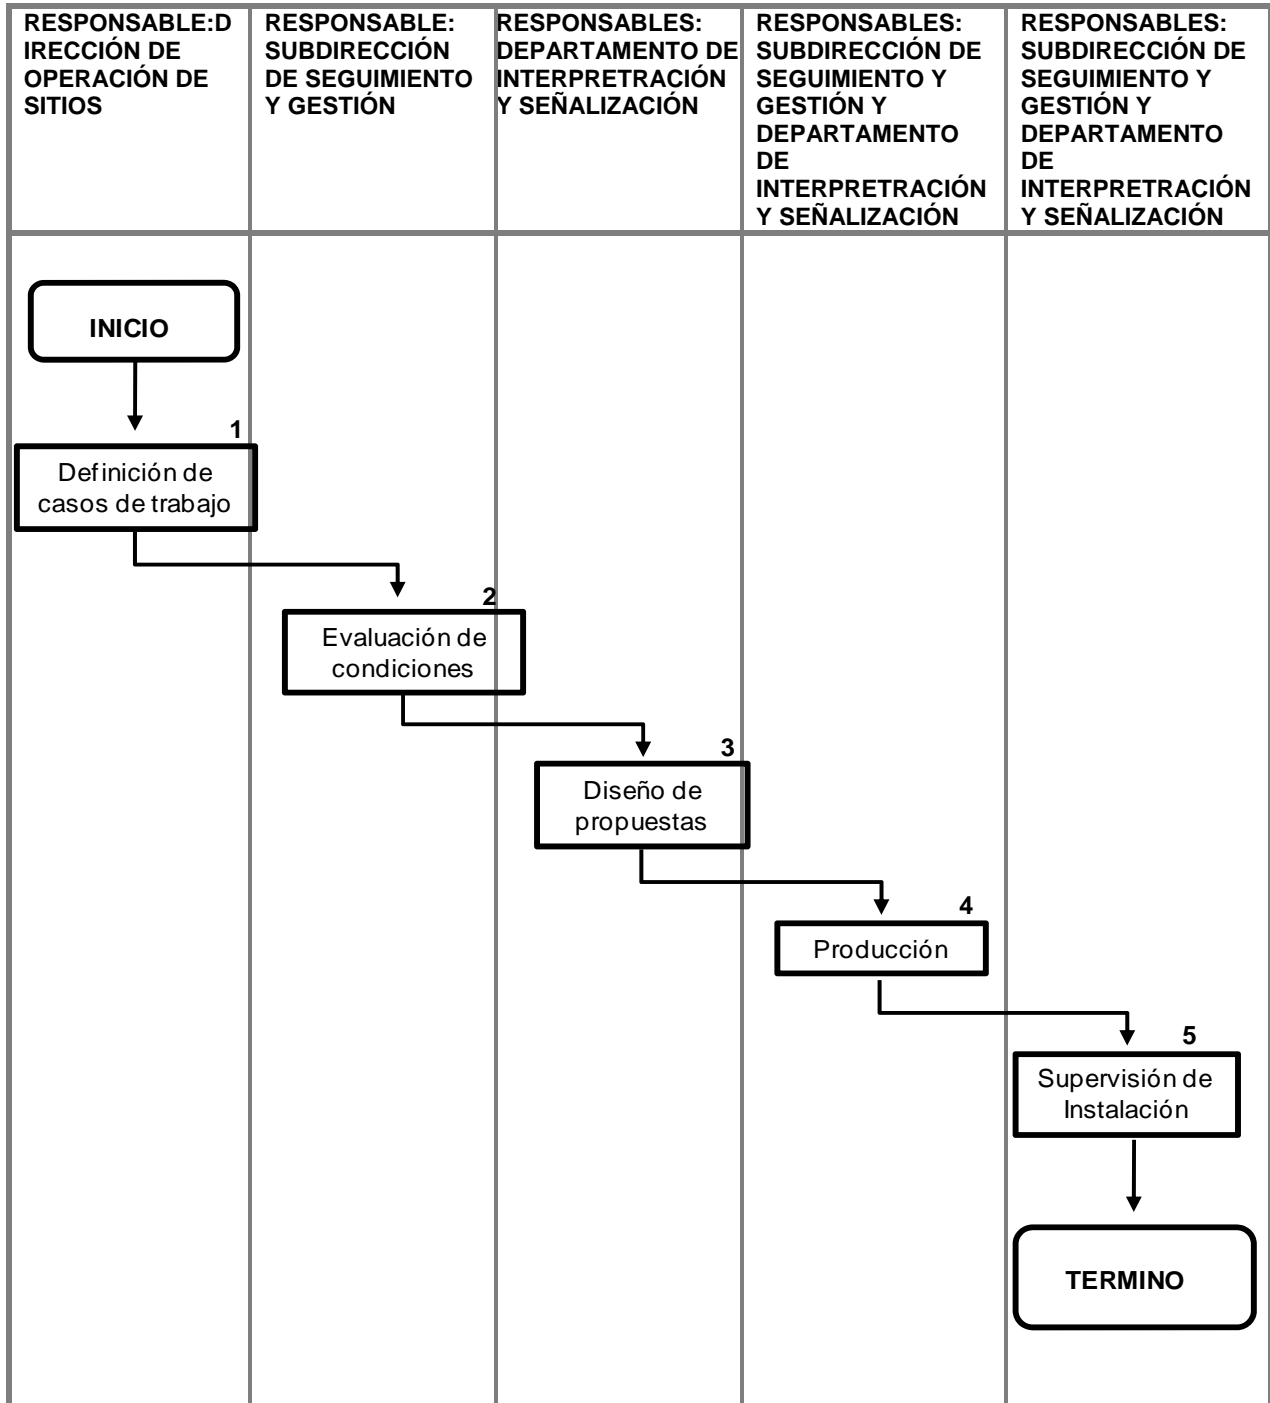 RESPONSABLE:D
IRECCIÓN DE
OPERACIÓN DE
SITIOS
RESPONSABLE:
SUBDIRECCIÓN
DE SEGUIMIENTO
Y GESTIÓN
RESPONSABLES:
DEPARTAMENTO DE
INTERPRETRACIÓN
Y SEÑALIZACIÓN
RESPONSABLES:
SUBDIRECCIÓN DE
SEGUIMIENTO Y
GESTIÓN Y
DEPARTAMENTO
DE
INTERPRETRACIÓN
Y SEÑALIZACIÓN
RESPONSABLES:
SUBDIRECCIÓN DE
SEGUIMIENTO Y
GESTIÓN Y
DEPARTAMENTO
DE
INTERPRETRACIÓN
Y SEÑALIZACIÓN
INICIO
1
Definición de
casos de trabajo
2
Evaluación de
condiciones
3
Diseño de
propuestas
4
Producción
5
Supervisión de
Instalación
TERMINO